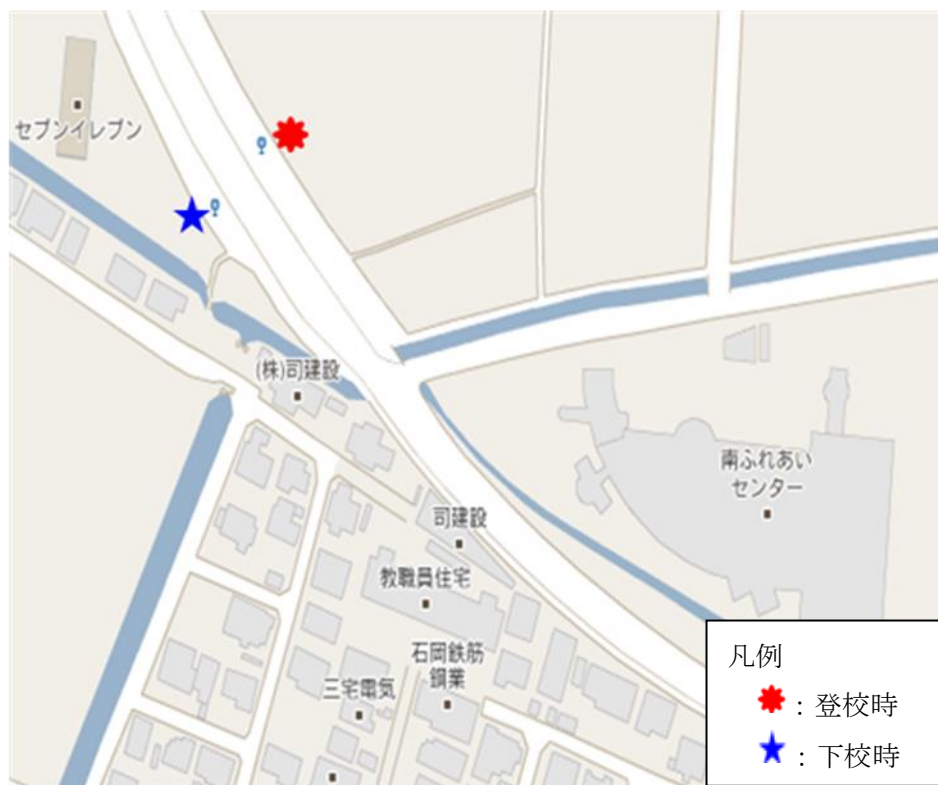 セブンイレブン
(株)司建設
南ふれあい
センター
司建設
教職員住宅
石岡鉄筋
鋼業
三宅電気
凡例
：登校時
：下校時